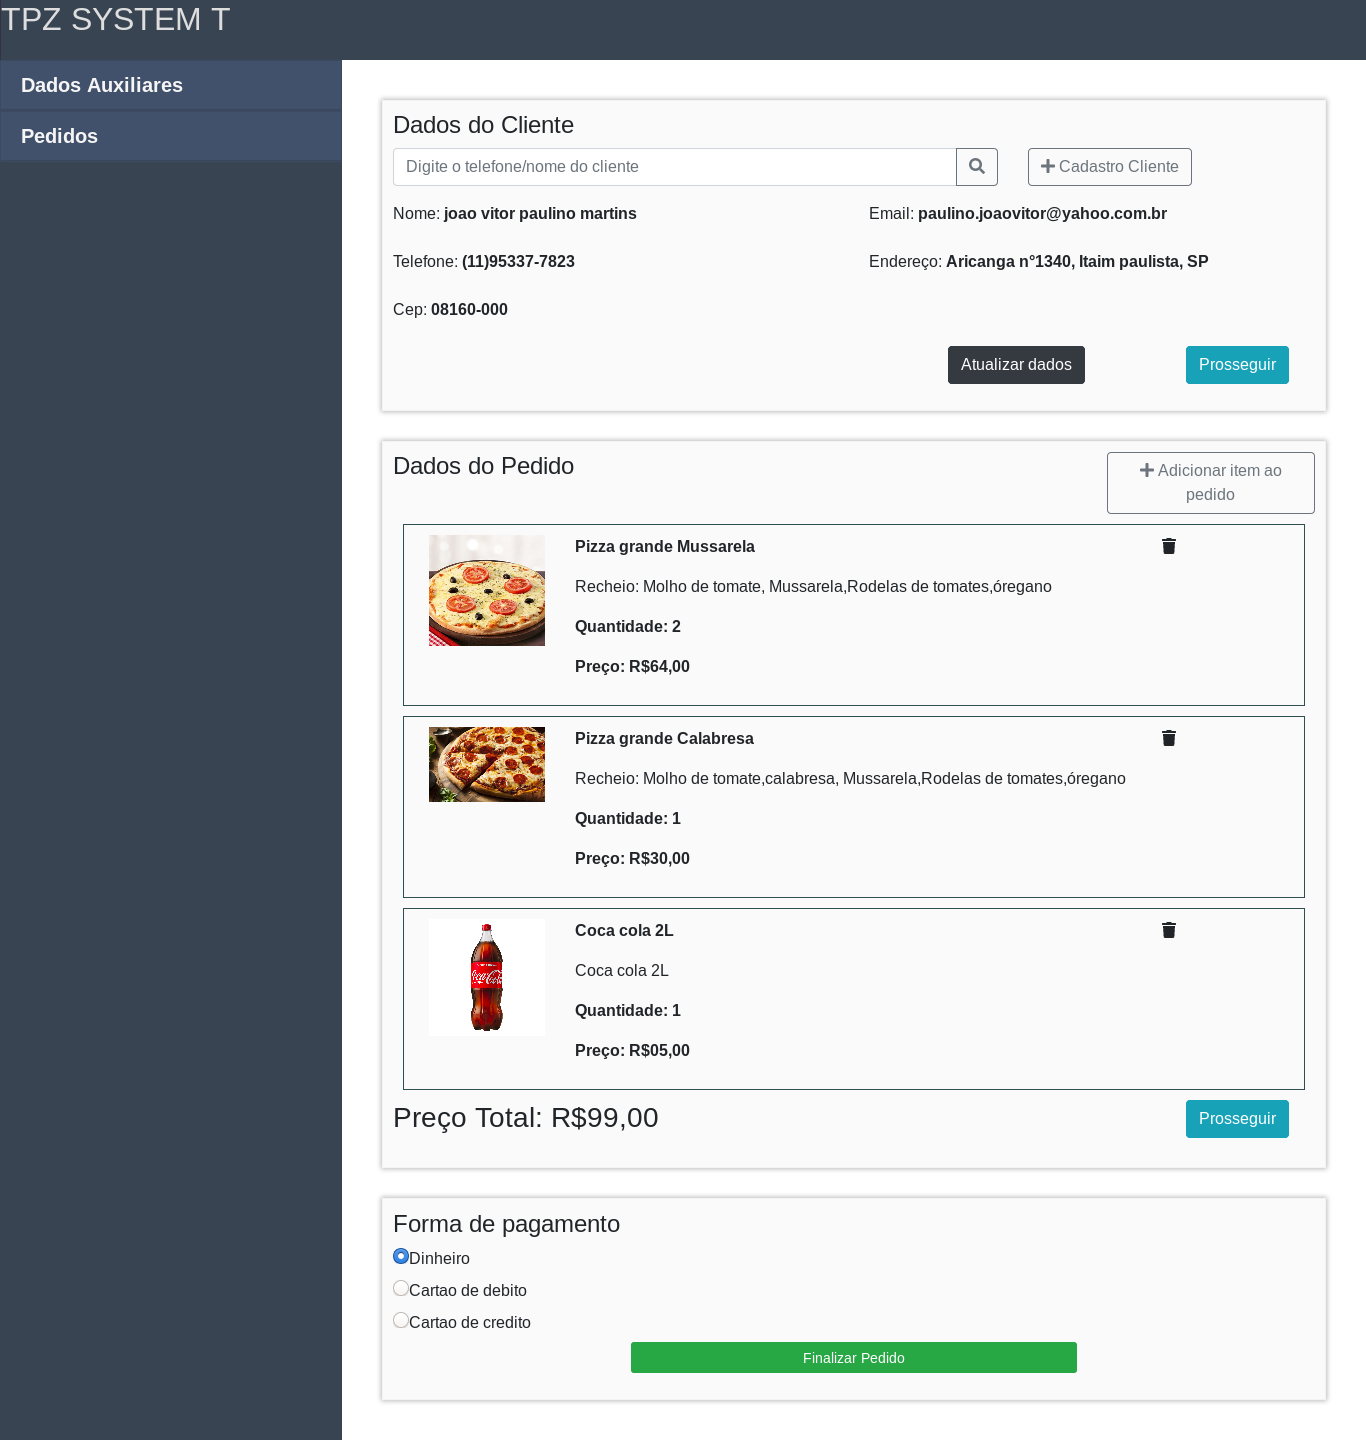 TPZ SYSTEM T
Dados Auxiliares
Pedidos
Dados do Cliente
Digite o telefone/nome do cliente
Cadastro Cliente
Nome: joao vitor paulino martins
Email: paulino.joaovitor@yahoo.com.br
Telefone: (11)95337-7823
Endereço: Aricanga n°1340, Itaim paulista, SP
Cep: 08160-000
Atualizar dados
Prosseguir
Dados do Pedido
Adicionar item ao
pedido
Pizza grande Mussarela
Recheio: Molho de tomate, Mussarela,Rodelas de tomates,óregano
Quantidade: 2
Preço: R$64,00
Pizza grande Calabresa
Recheio: Molho de tomate,calabresa, Mussarela,Rodelas de tomates,óregano
Quantidade: 1
Preço: R$30,00
Coca-Cola
Coca cola 2L
Coca cola 2L
Quantidade: 1
Preço: R$05,00
Preço Total: R$99,00
Prosseguir
Forma de pagamento
Dinheiro
Cartao de debito
Cartao de credito
Finalizar Pedido